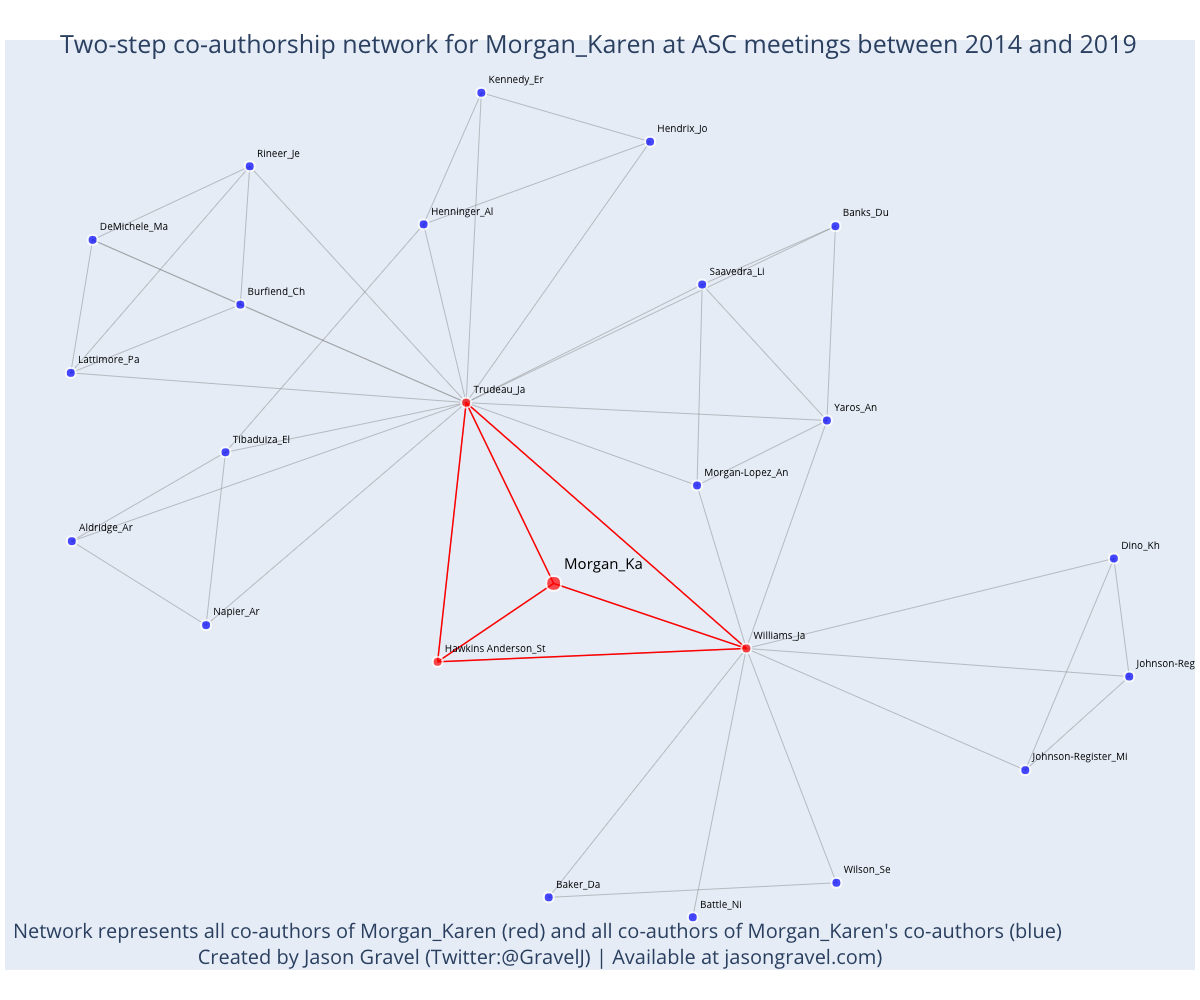 Two-step co-authorship network for Morgan_Karen at ASC meetings between 2014 and 2019
Kennedy_Er
Hendrix_Jo
Rineer_Je
Henninger_Al
Banks_Du
DeMichele_Ma
Saavedra_Li
Burfiend_Ch
Lattimore_Pa
Trudeau_Ja
Yaros_An
Tibaduiza_El
Morgan-Lopez_An
Aldridge_Ar
Dino_Kh
Morgan_Ka
Napier_Ar
Williams_Ja
Hawkins Anderson_St
Johnson-Reg
Johnson-Register_Mi
Wilson_Se
Baker_Da
Battle_Ni
Network represents all co-authors of Morgan_Karen (red) and all co-authors of Morgan_Karen's co-authors (blue)
Created by Jason Gravel (Twitter:@GravelJ) | Available at jasongravel.com)